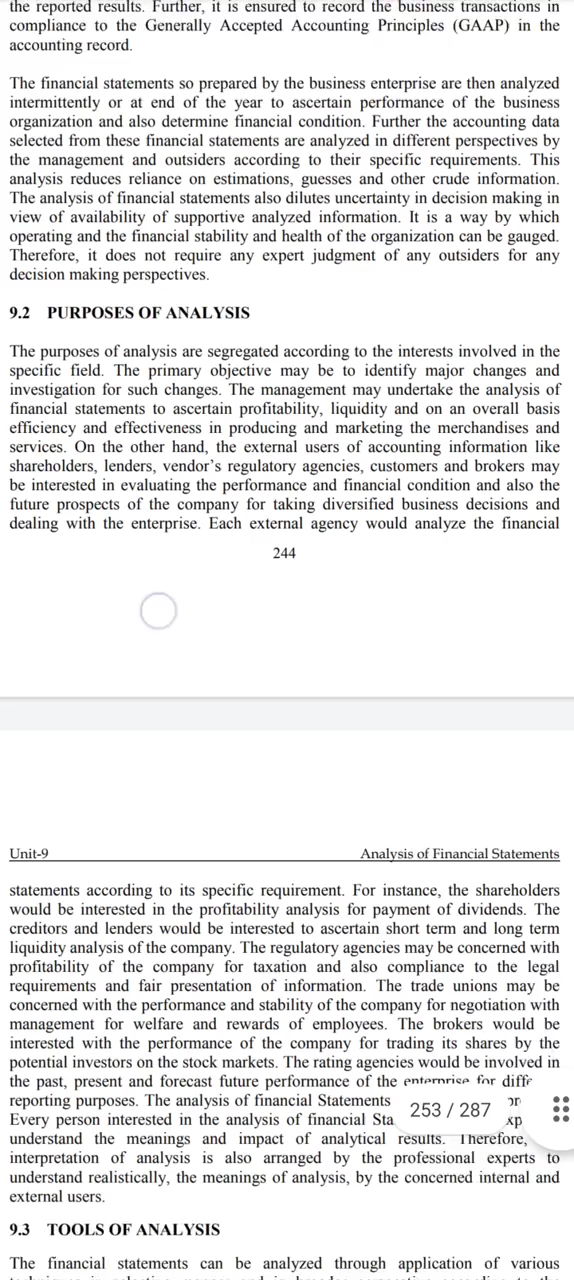 the reported results. Further, it is ensured to record the business transactions in
compliance to the Generally Accepted Accounting Principles (GAAP) in the
accounting record.
The financial statements so prepared by the business enterprise are then analyzed
intermittently or at end of the year to ascertain performance of the business
organization and also determine financial condition. Further the accounting data
selected from these financial statements are analyzed in different perspectives by
the management and outsiders according to their specific requirements. This
analysis reduces reliance on estimations, guesses and other crude information.
The analysis of financial statements also dilutes uncertainty in decision making in
view of availability of supportive analyzed information. It is a way by which
operating and the financial stability and health of the organization can be gauged.
Therefore, it does not require any expert judgment of any outsiders for any
decision making perspectives.
9.2 PURPOSES OF ANALYSIS
The purposes of analysis are segregated according to the interests involved in the
specific field. The primary objective may be to identify major changes and
investigation for such changes. The management may undertake the analysis of
financial statements to ascertain profitability, liquidity and on an overall basis
efficiency and effectiveness in producing and marketing the merchandises and
services. On the other hand, the external users of accounting information like
shareholders, lenders, vendor's regulatory agencies, customers and brokers may
be interested in evaluating the performance and financial condition and also the
future prospects of the company for taking diversified business decisions and
dealing with the enterprise. Each external agency would analyze the financial
244
Unit-9 Analysis of Financial Statements
statements according to its specific requirement. For instance, the shareholders
would be interested in the profitability analysis for payment of dividends. The
creditors and lenders would be interested to ascertain short term and long term
liquidity analysis of the company. The regulatory agencies may be concerned with
profitability of the company for taxation and also compliance to the legal
requirements and fair presentation of information. The trade unions may be
concerned with the performance and stability of the company for negotiation with
management for welfare and rewards of employees. The brokers would be
interested with the performance of the company for trading its shares by the
potential investors on the stock markets. The rating agencies would be involved in
the past, present and forecast future performance of the enterprise for
reporting purposes. The analysis of financial Statements
Every person interested in the analysis of financial
253 / 287
understand the meanings and impact of analytical results. Therefore,
interpretation of analysis is also arranged by the professional experts to
understand realistically, the meanings of analysis, by the concerned internal and
external users.
9.3 TOOLS OF ANALYSIS
The financial statements can be analyzed through application of various